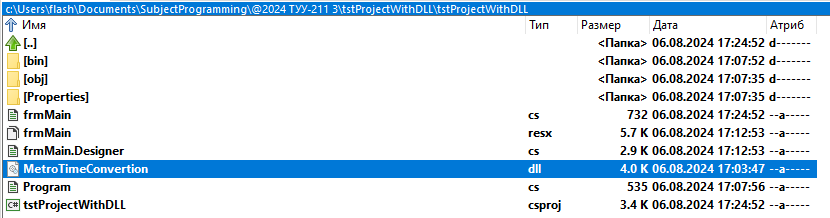 c:\Users\flash\Documents\SubjectProgramming\@2024 ТУУ-211 3\tstProjectWithDLL\tstProjectWithDLL
Имя Тип Размер Дата Атриб
[..] <Папка> 06.08.2024 17:24:52 d-------
[bin] <Папка> 06.08.2024 17:07:52 d-------
[obj] <Папка> 06.08.2024 17:07:35 d-------
[Properties] <Папка> 06.08.2024 17:07:35 d-------
frmMain cs 732 06.08.2024 17:24:52 --a-----
frmMain resx 5.7 K 06.08.2024 17:12:53 --a-----
frmMain.Designer cs 2.9 K 06.08.2024 17:12:53 --a-----
MetroTimeConvertion dll 4.0 K 06.08.2024 17:03:47 --a-----
Program cs 535 06.08.2024 17:07:56 --a-----
C# tstProjectWithDLL csproj 3.4 K 06.08.2024 17:24:52 --a-----